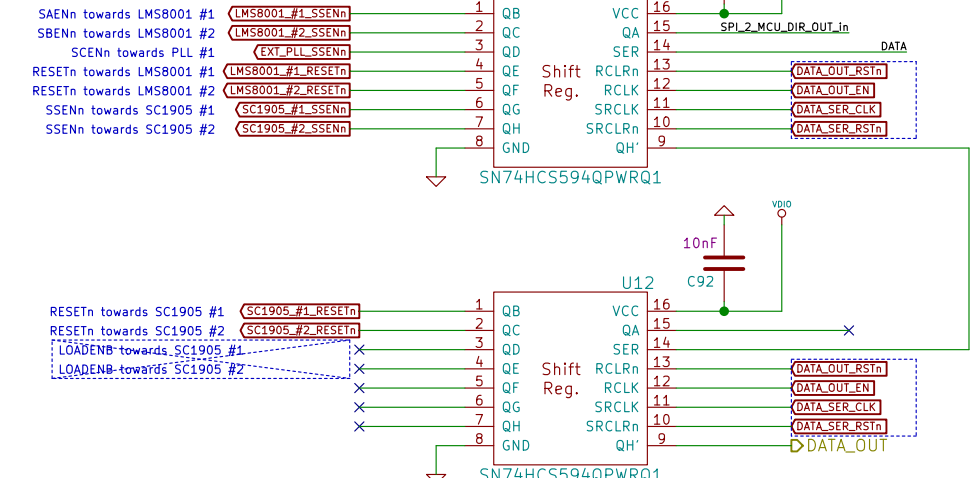 SAENn towards LMS8001 #1 LMS8001_#1_SSENn 1 QB VCC 16
SBENn towards LMS8001 #2 LMS8001_#2_SSENn 2 QC QA 15 SPI_2_MCU_DIR_OUT_in
SCENn towards PLL #1 EXT_PLL_SSENn 3 QD SER 14 DATA
RESETn towards LMS8001 #1 LMS8001_#1_RESETn 4 QE Shift RCLRn 13 DATA_OUT_RSTn
RESETn towards LMS8001 #2 LMS8001_#2_RESETn 5 QF Reg. RCLK 12 DATA_OUT_EN
SSENn towards SC1905 #1 SC1905_#1_SSENn 6 QG SRCLK 11 DATA_SER_CLK
SSENn towards SC1905 #2 SC1905_#2_SSENn 7 QH SRCLRn 10 DATA_SER_RSTn
8 GND QH' 9
SN74HCS594QPWRQ1
VDIO
10nF
C92
U12
RESETn towards SC1905 #1 SC1905_#1_RESETn 1 QB VCC 16
RESETn towards SC1905 #2 SC1905_#2_RESETn 2 QC QA 15
LOADENB towards SC1905 #1 3 QD SER 14
LOADENB towards SC1905 #2 4 QE Shift RCLRn 13 DATA_OUT_RSTn
5 QF Reg. RCLK 12 DATA_OUT_EN
6 QG SRCLK 11 DATA_SER_CLK
7 QH SRCLRn 10 DATA_SER_RSTn
8 GND QH' 9 DATA_OUT
SN74HCS594QPWRQ1